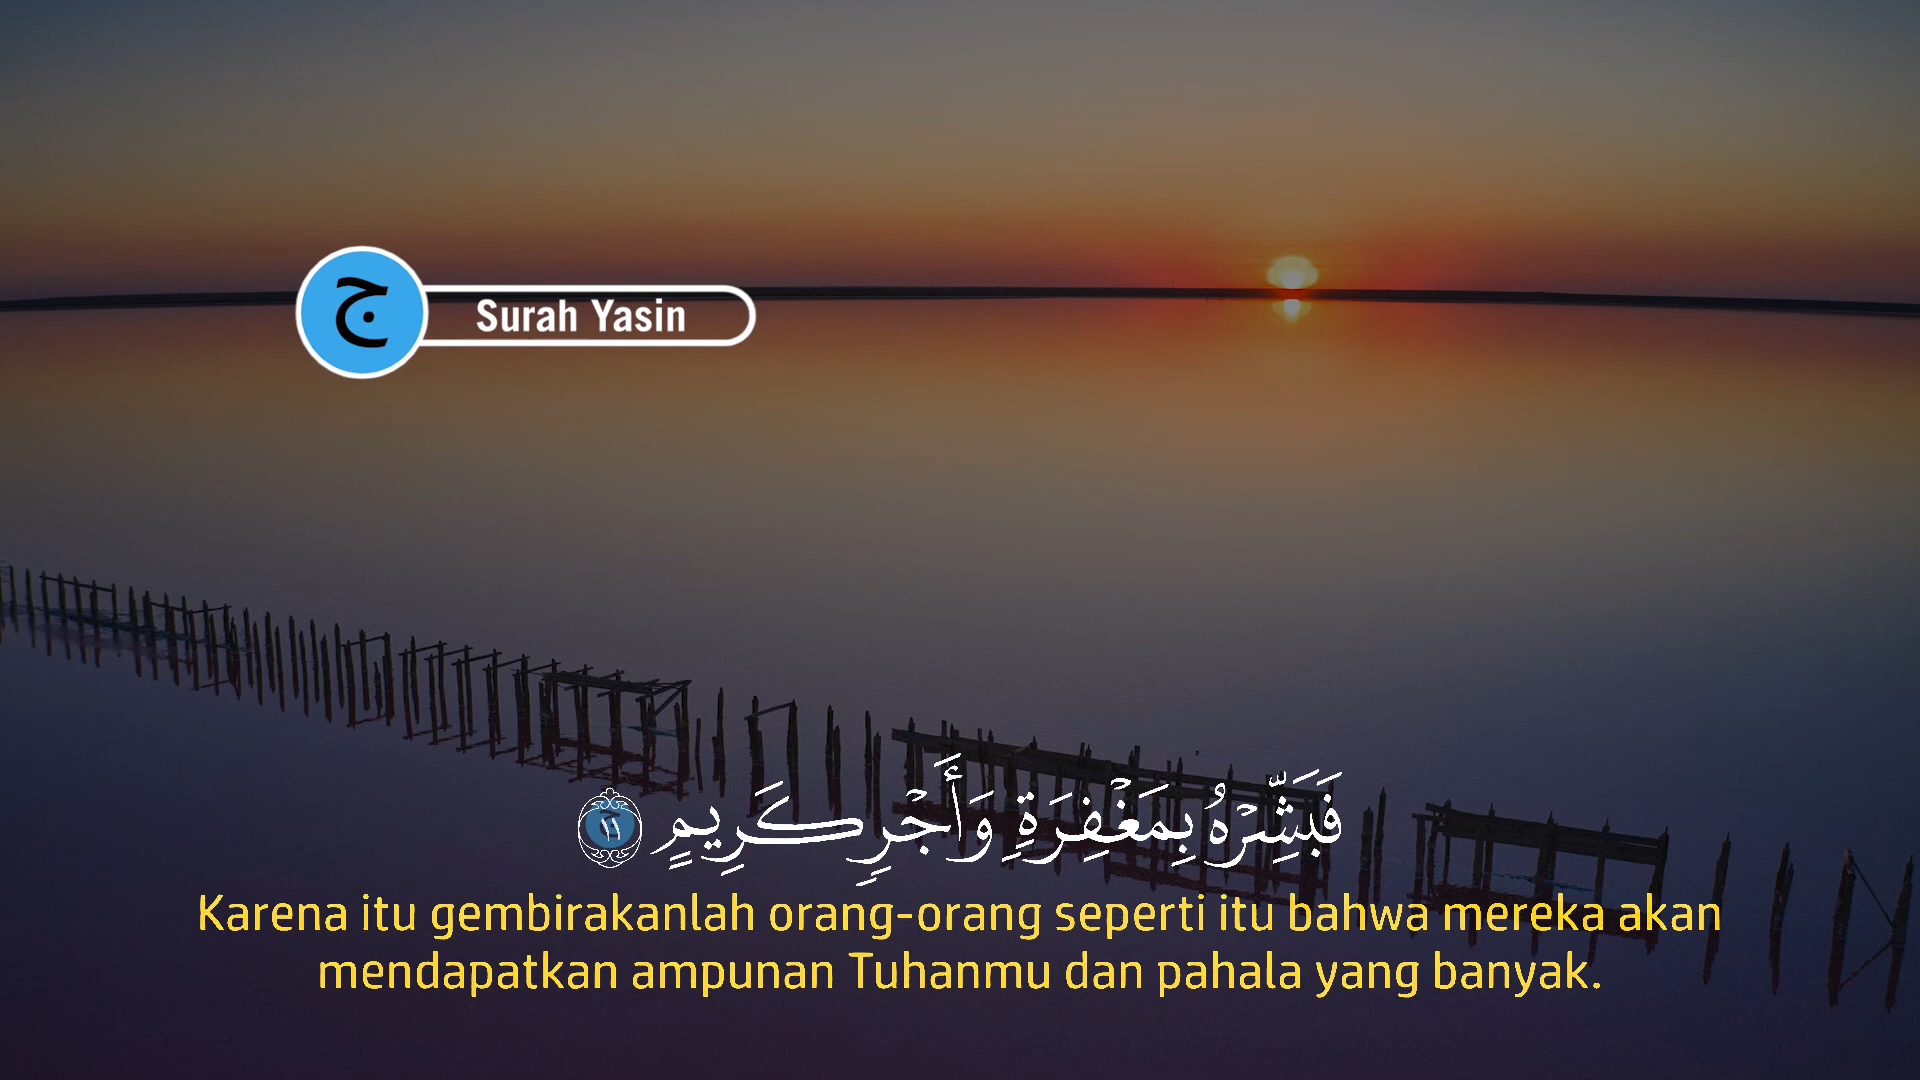 ج
Surah Yasin
فَبَشِّرْهُ بِمَغْفِرَةٍ وَأَجْرٍ كَرِيمٍ ١١
Karena itu gembirakanlah orang-orang seperti itu bahwa mereka akan
mendapatkan ampunan Tuhanmu dan pahala yang banyak.